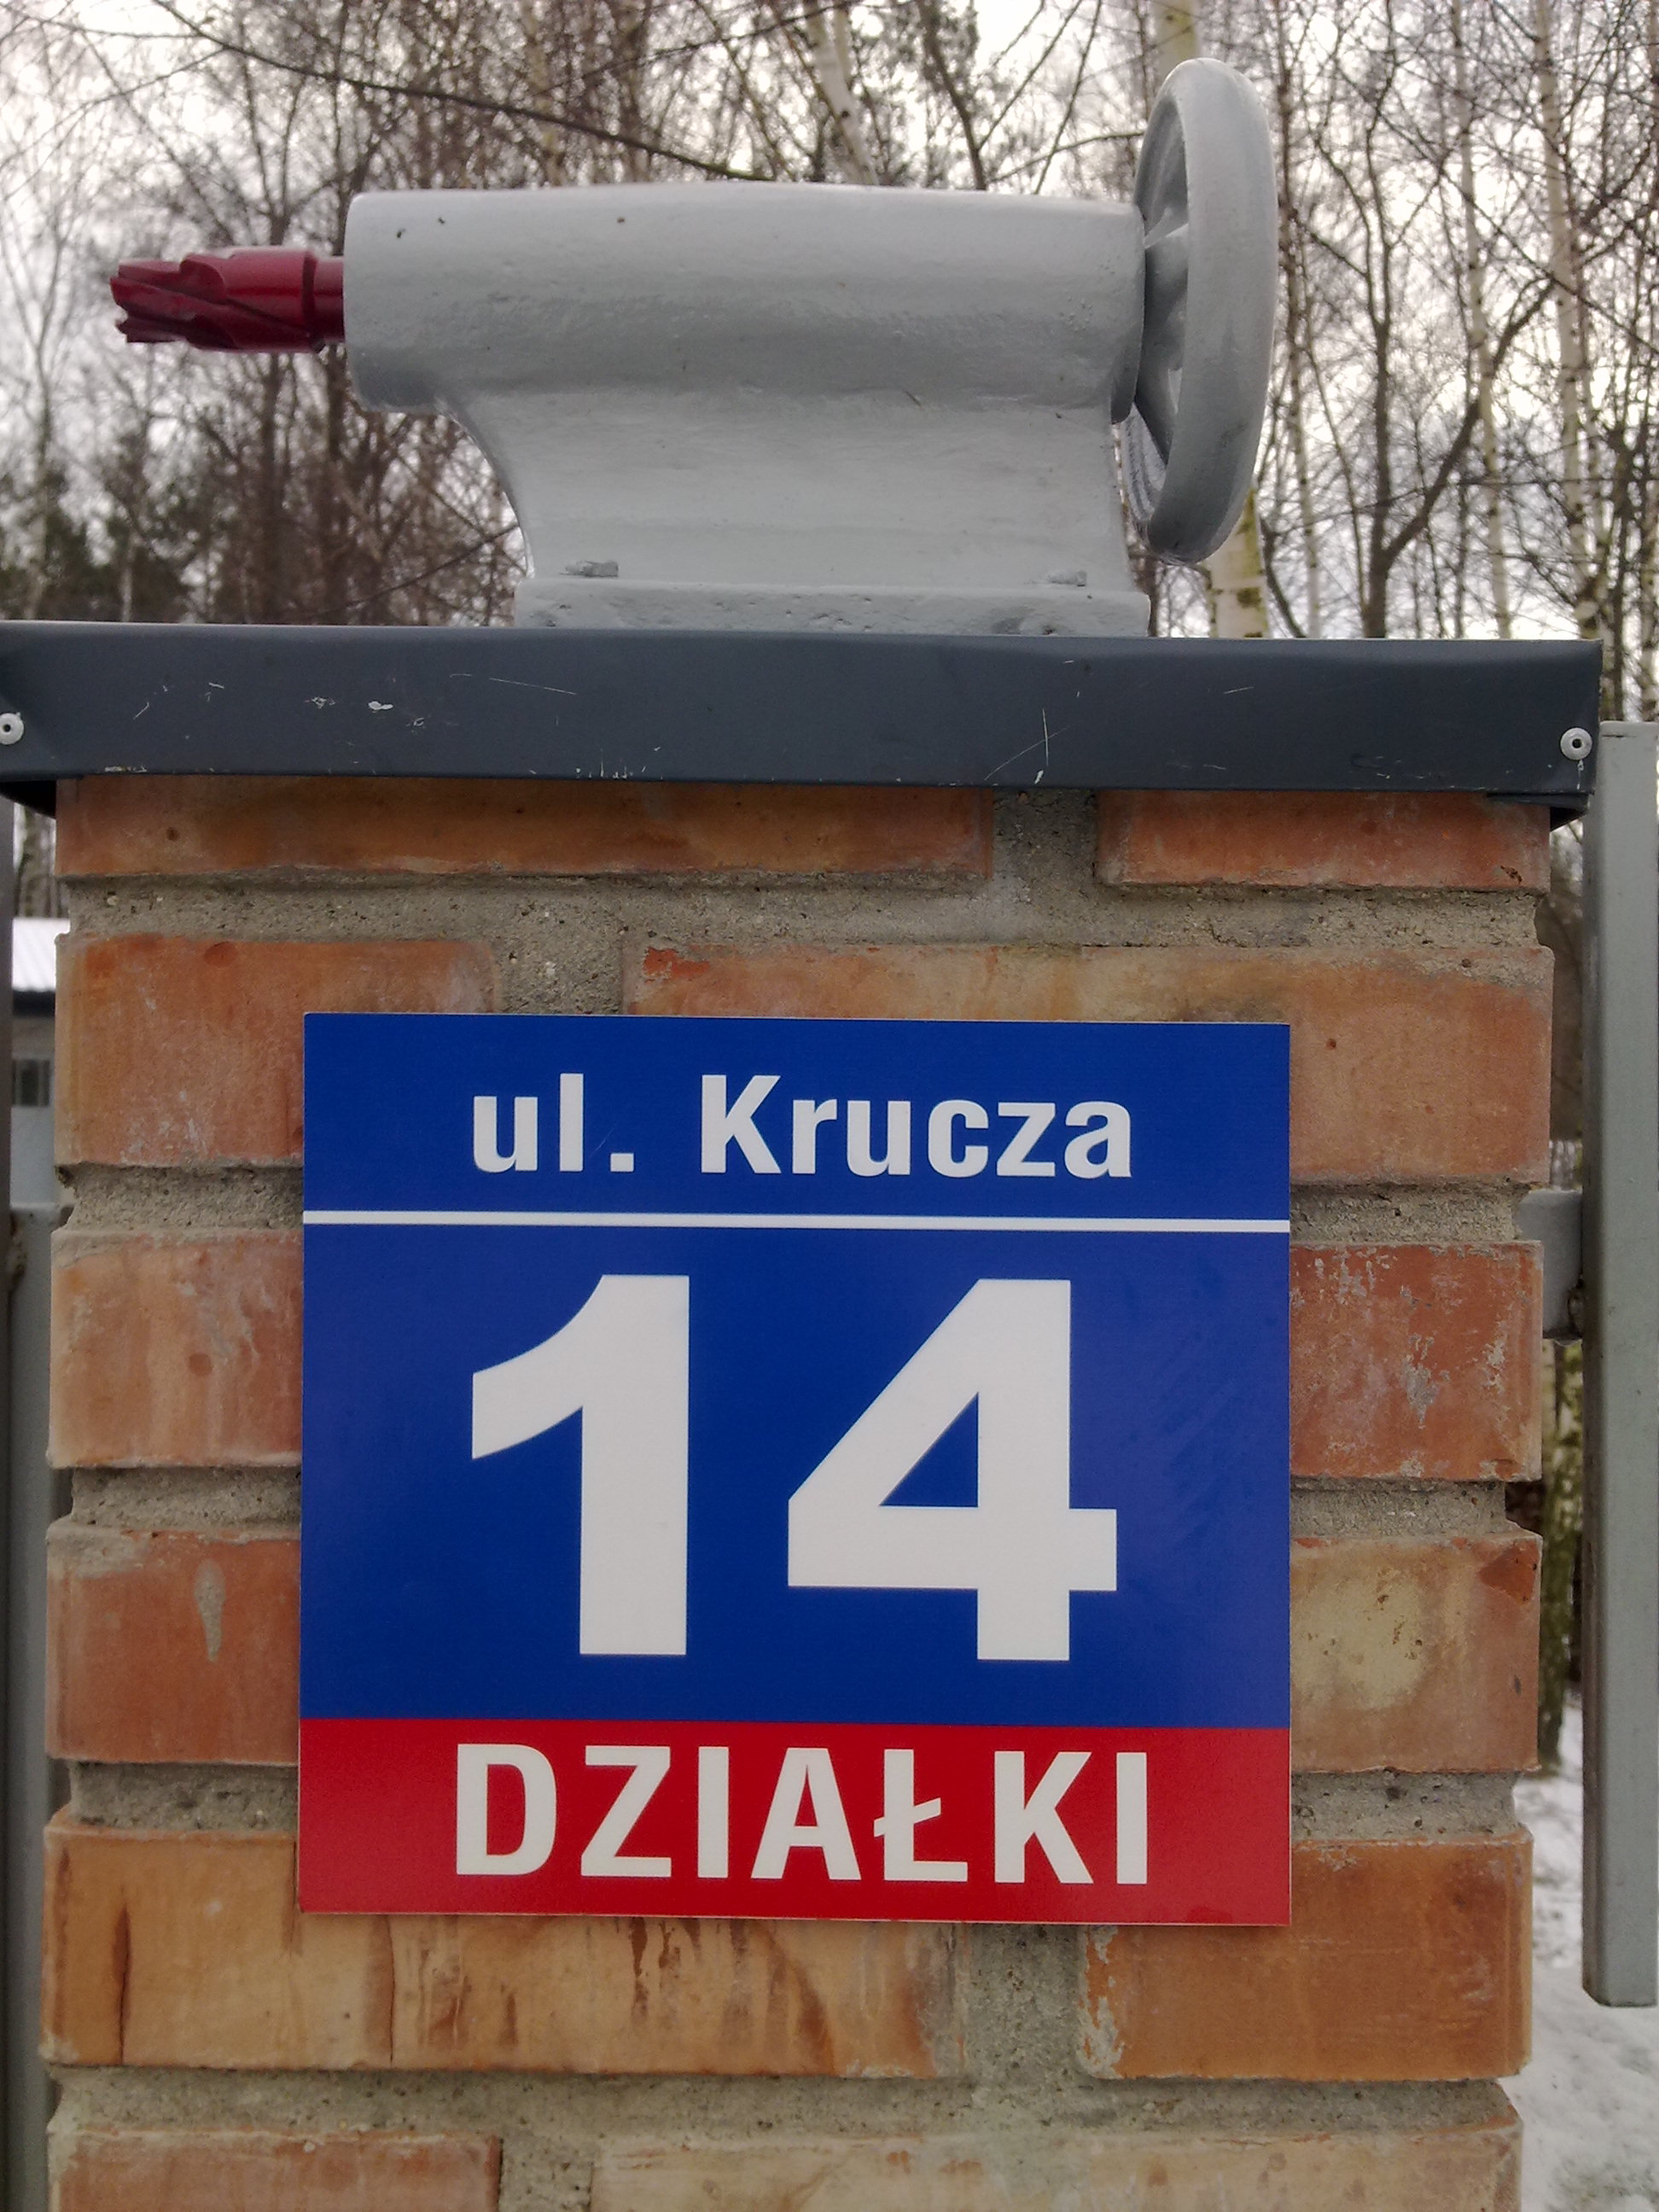 ul. Krucza
14
DZIAŁKI